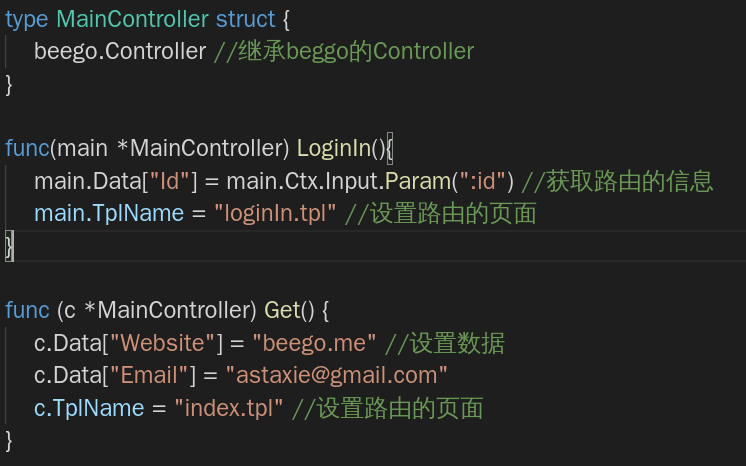 type MainController struct {
beego.Controller //继承beggo的Controller
}
func(main *MainController) LoginIn(){
main.Data["Id"] = main.Ctx.Input.Param(":id") //获取路由的信息
main.TplName = "loginIn.tpl" //设置路由的页面
}
func (c *MainController) Get() {
c.Data["Website"] = "beego.me" //设置数据
c.Data["Email"] = "astaxie@gmail.com"
c.TplName = "index.tpl" //设置路由的页面
}